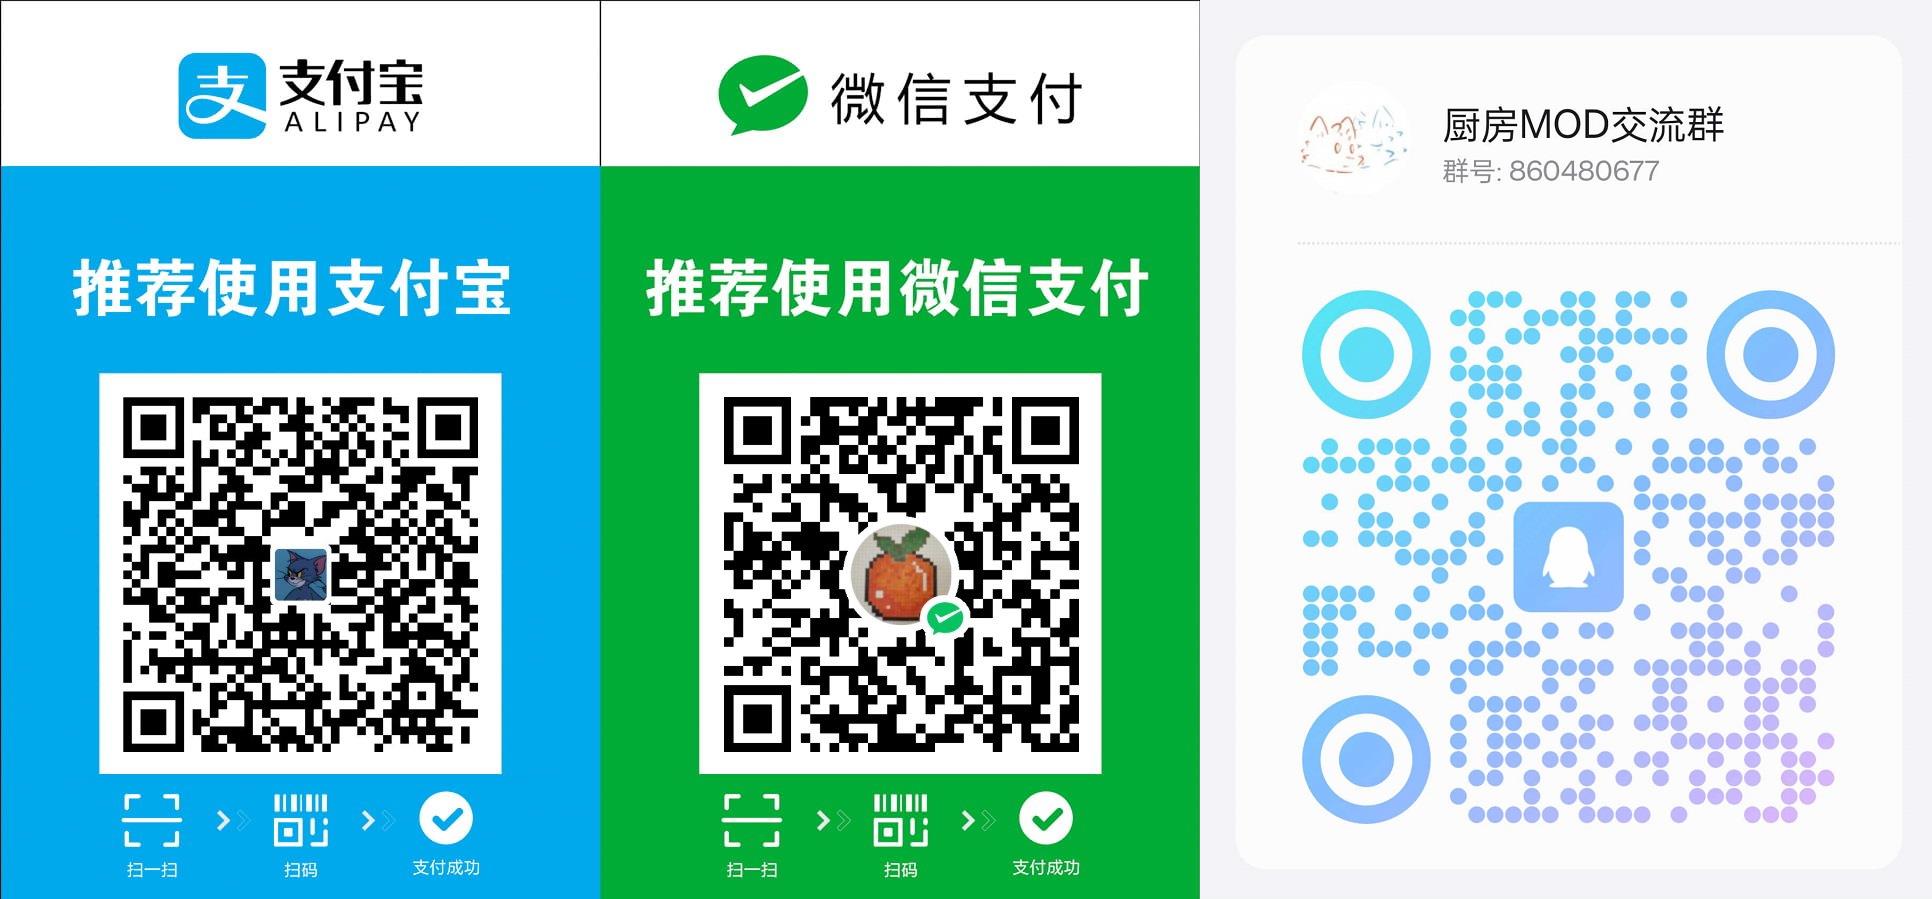 支付宝
ALIPAY
推荐使用支付宝
扫一扫
扫码
支付成功
微信支付
推荐使用微信支付
扫一扫
扫码
支付成功
厨房MOD交流群
群号: 860480677